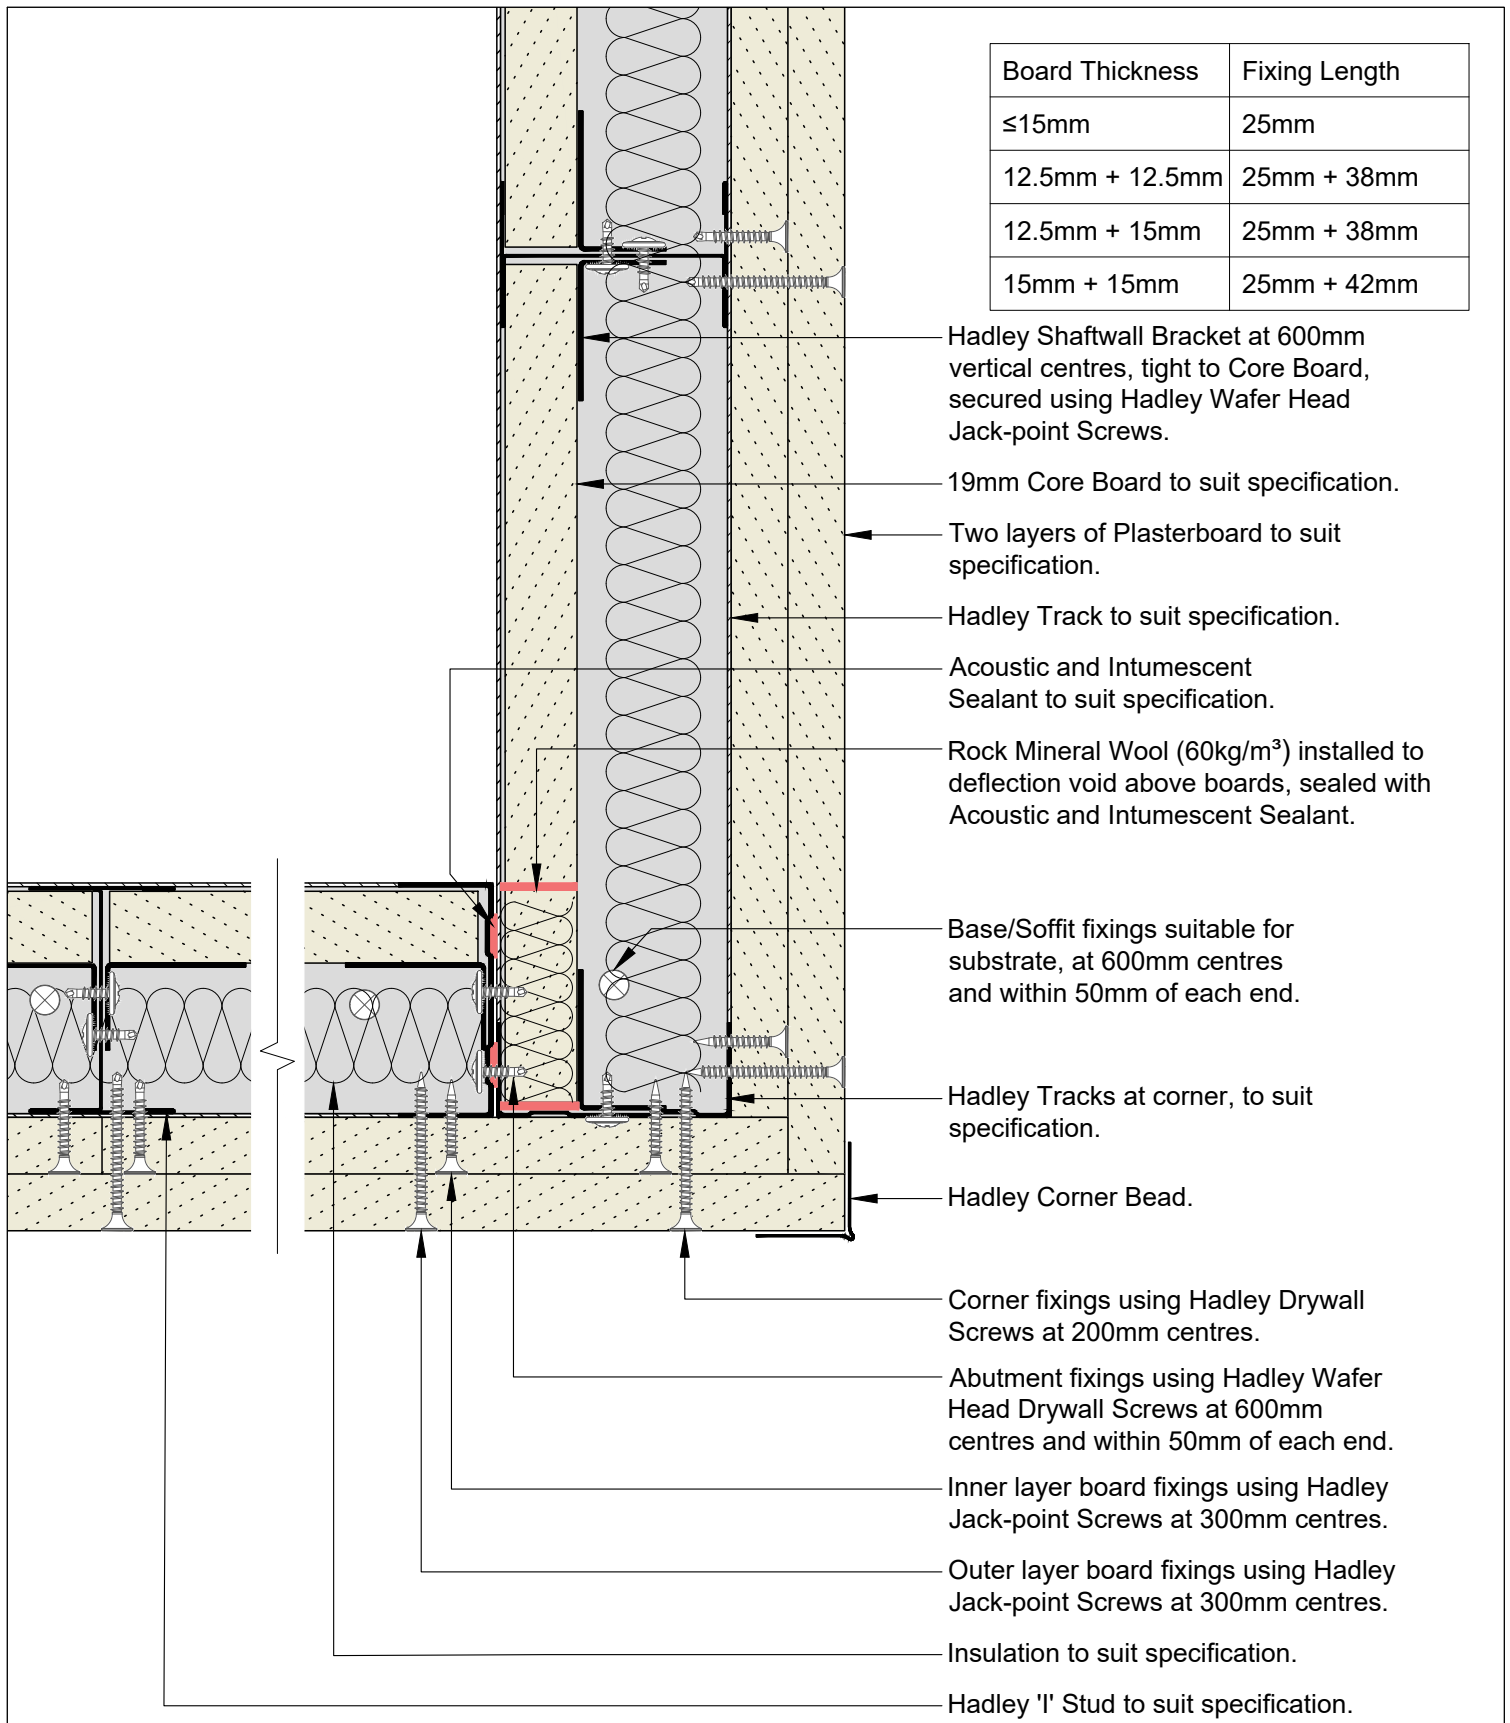 Board Thickness Fixing Length
≤15mm 25mm
12.5mm + 12.5mm 25mm + 38mm
12.5mm + 15mm 25mm + 38mm
15mm + 15mm 25mm + 42mm
Hadley Shaftwall Bracket at 600mm
vertical centres, tight to Core Board,
secured using Hadley Wafer Head
Jack-point Screws.
19mm Core Board to suit specification.
Two layers of Plasterboard to suit
specification.
Hadley Track to suit specification.
Acoustic and Intumescent
Sealant to suit specification.
Rock Mineral Wool (60kg/m³) installed to
deflection void above boards, sealed with
Acoustic and Intumescent Sealant.
Base/Soffit fixings suitable for
substrate, at 600mm centres
and within 50mm of each end.
Hadley Tracks at corner, to suit
specification.
Hadley Corner Bead.
Corner fixings using Hadley Drywall
Screws at 200mm centres.
Abutment fixings using Hadley Wafer
Head Drywall Screws at 600mm
centres and within 50mm of each end.
Inner layer board fixings using Hadley
Jack-point Screws at 300mm centres.
Outer layer board fixings using Hadley
Jack-point Screws at 300mm centres.
Insulation to suit specification.
Hadley 'I' Stud to suit specification.